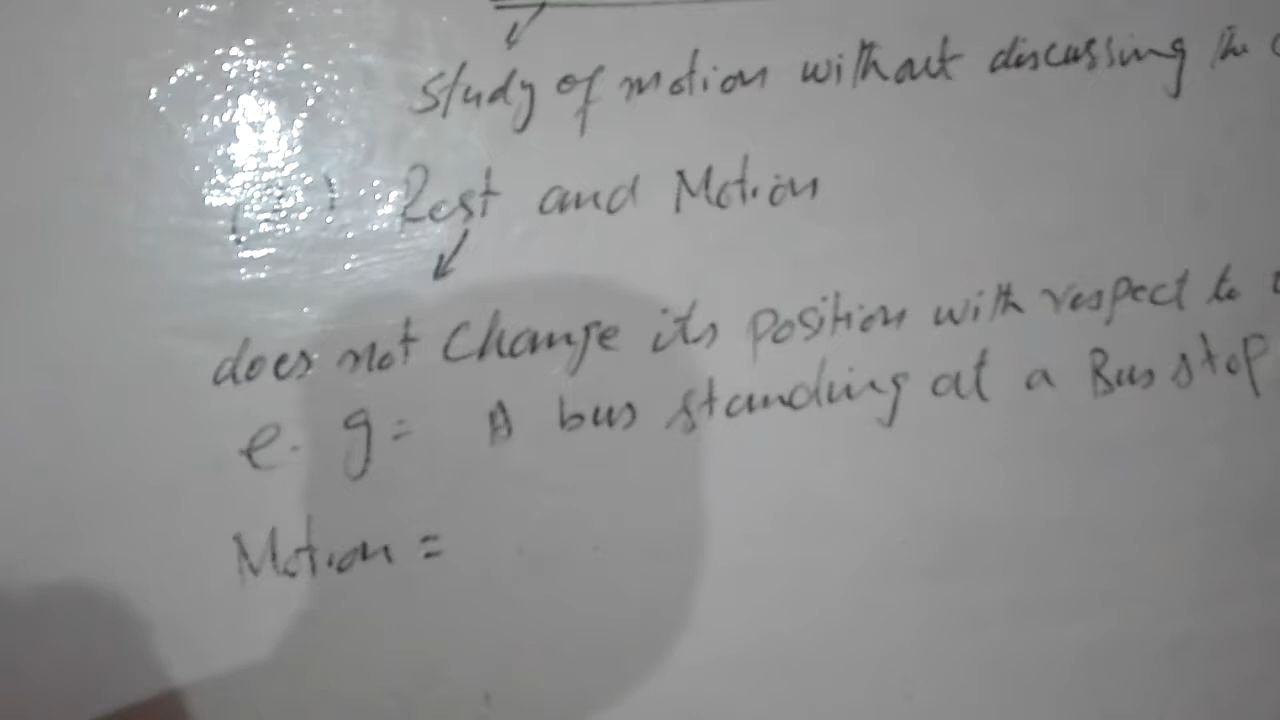 Study of motion without discussing the
Rest and Motion
does not Change its position with respect to
e.g= A bus standing at a Bus stop
Motion =